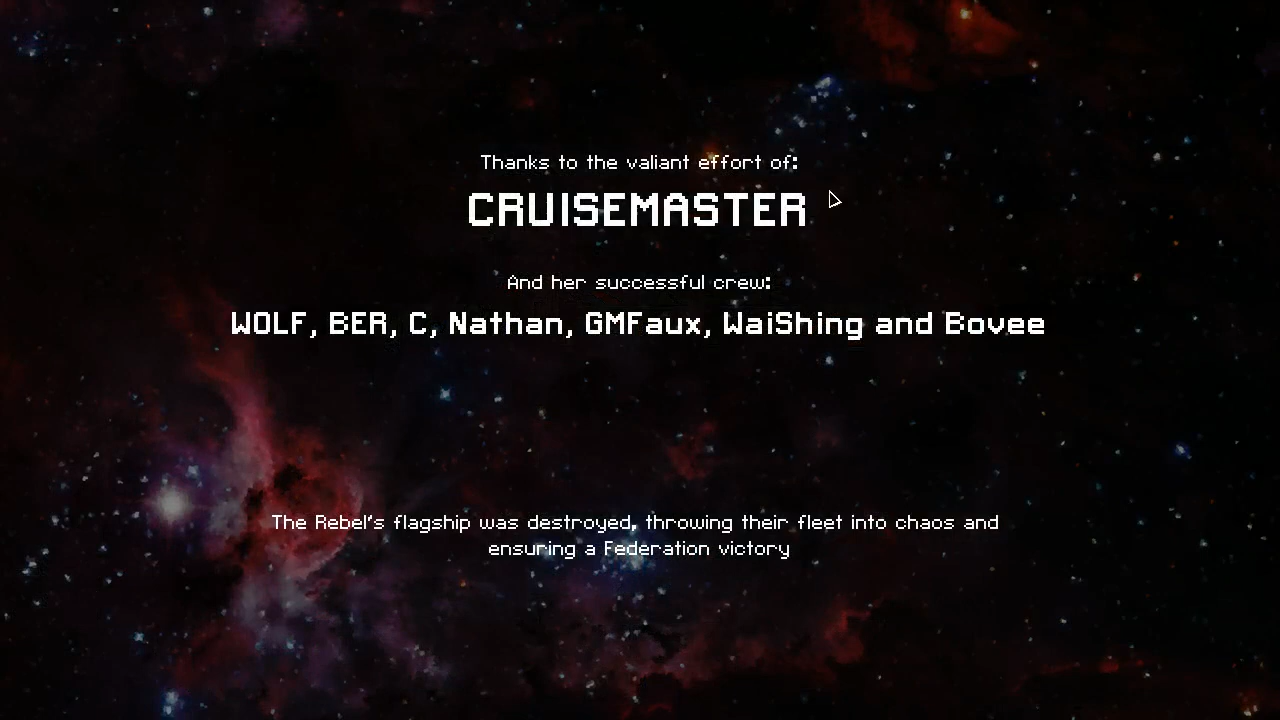 Thanks to the valiant effort of:
CRUISEMASTER
And her successful crew:
WOLF, BER, C, Nathan, GMFaux, WaiShing and Bovee
The Rebel's flagship was destroyed, throwing their fleet into chaos and
ensuring a Federation victory